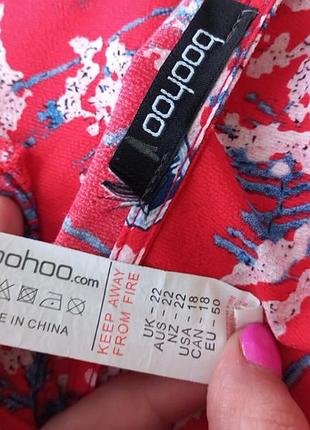 boohoo
boohoo.com
E IN CHINA
KEEP AWAY
FROM FIRE
UK - 22
AUS - 22
NZ - 22
USA - 18
CAN - 18
EU - 50